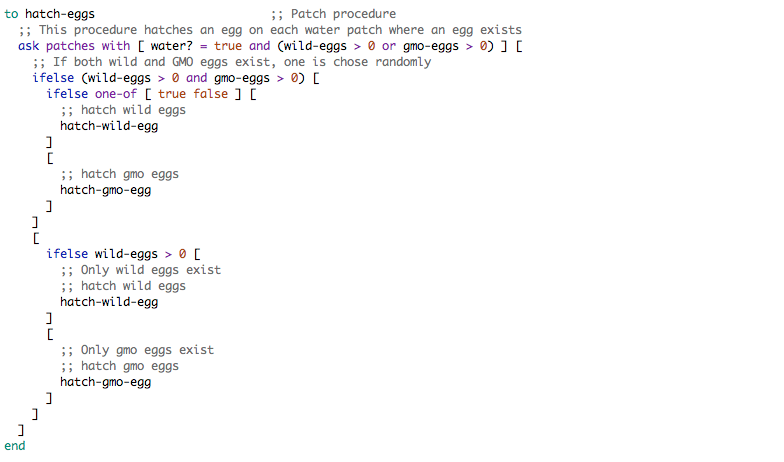 to hatch-eggs ;; Patch procedure
;; This procedure hatches an egg on each water patch where an egg exists
ask patches with [ water? = true and (wild-eggs > 0 or gmo-eggs > 0) ] [
;; If both wild and GMO eggs exist, one is chose randomly
ifelse (wild-eggs > 0 and gmo-eggs > 0) [
ifelse one-of [ true false ] [
;; hatch wild eggs
hatch-wild-egg
]
[
;; hatch gmo eggs
hatch-gmo-egg
]
]
[
ifelse wild-eggs > 0 [
;; Only wild eggs exist
;; hatch wild eggs
hatch-wild-egg
]
[
;; Only gmo eggs exist
;; hatch gmo eggs
hatch-gmo-egg
]
]
]
end